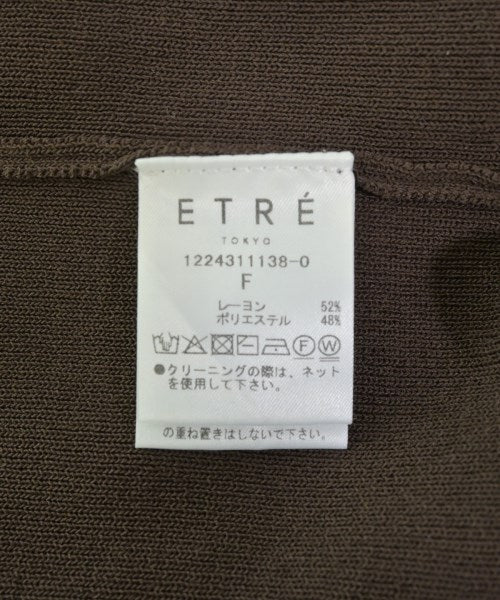 ETRÉ
TOKYO
1224311138-0
F
レーヨン 52%
ポリエステル 48%
F W
●クリーニングの際は、ネット
を使用して下さい。
の重ね置きはしないで下さい。